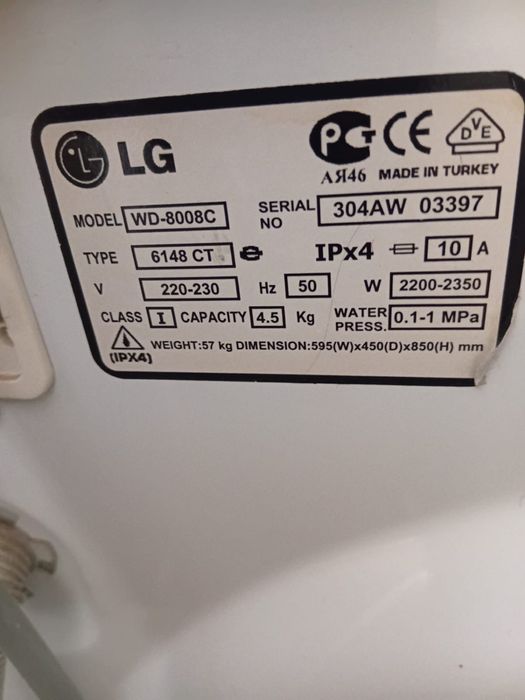 LG
PG CE DVE
АЯ46 MADE IN TURKEY
MODEL WD-8008C SERIAL NO 304AW 03397
TYPE 6148 CT IPx4 10 A
V 220-230 Hz 50 W 2200-2350
CLASS I CAPACITY 4.5 Kg WATER PRESS. 0.1-1 MPa
(IPX4) WEIGHT:57 kg DIMENSION:595(W)x450(D)x850(H) mm